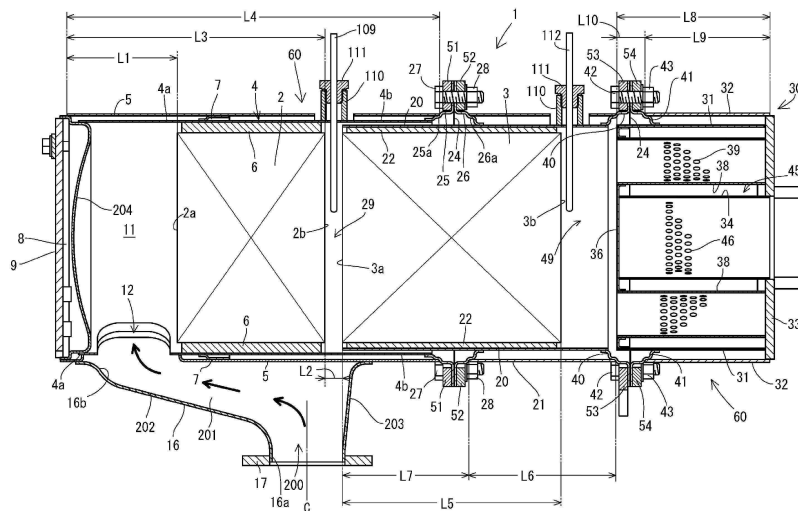 L4 109 1 L10 L8
L3 60 51 52 112 53 54 L9
L1 111 110 27 28 111 42 43 41 32 30
5 4a 7 4 2 4b 20 3 110 31
25a 24 26a 40 24
6 22 25 26 39 45
38
204 2a 2b 29 3b 34
11 46
8 36
9 3a 49
12 38
6 22 33
4a 7 5 L2 4b 27 28 20 21 40 41 31 32
16b 51 52 42 43 60
202 16 201 203 53 54
L7 L6
17 16a 200 L5
C